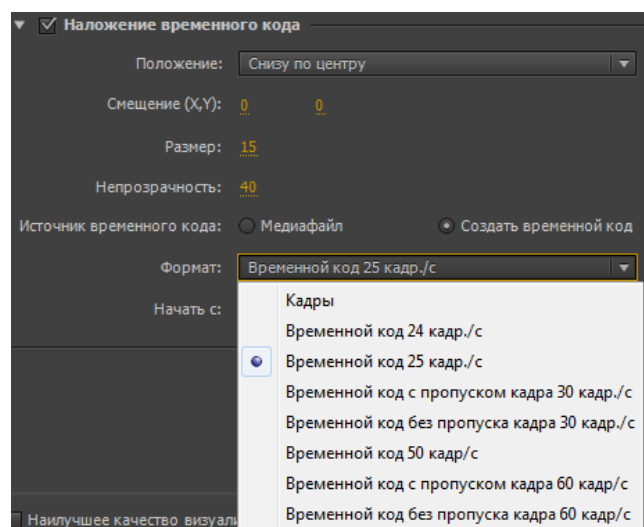 Наложение временного кода
Положение: Снизу по центру
Смещение (X,Y): 0 0
Размер: 15
Непрозрачность: 40
Источник временного кода: Медиафайл Создать временной код
Формат: Временной код 25 кадр./с
Начать с:
Кадры
Временной код 24 кадр./с
Временной код 25 кадр./с
Временной код с пропуском кадра 30 кадр./с
Временной код без пропуска кадра 30 кадр./с
Временной код 50 кадр/с
Временной код с пропуском кадра 60 кадр/с
Временной код без пропуска кадра 60 кадр/с
Наилучшее качество